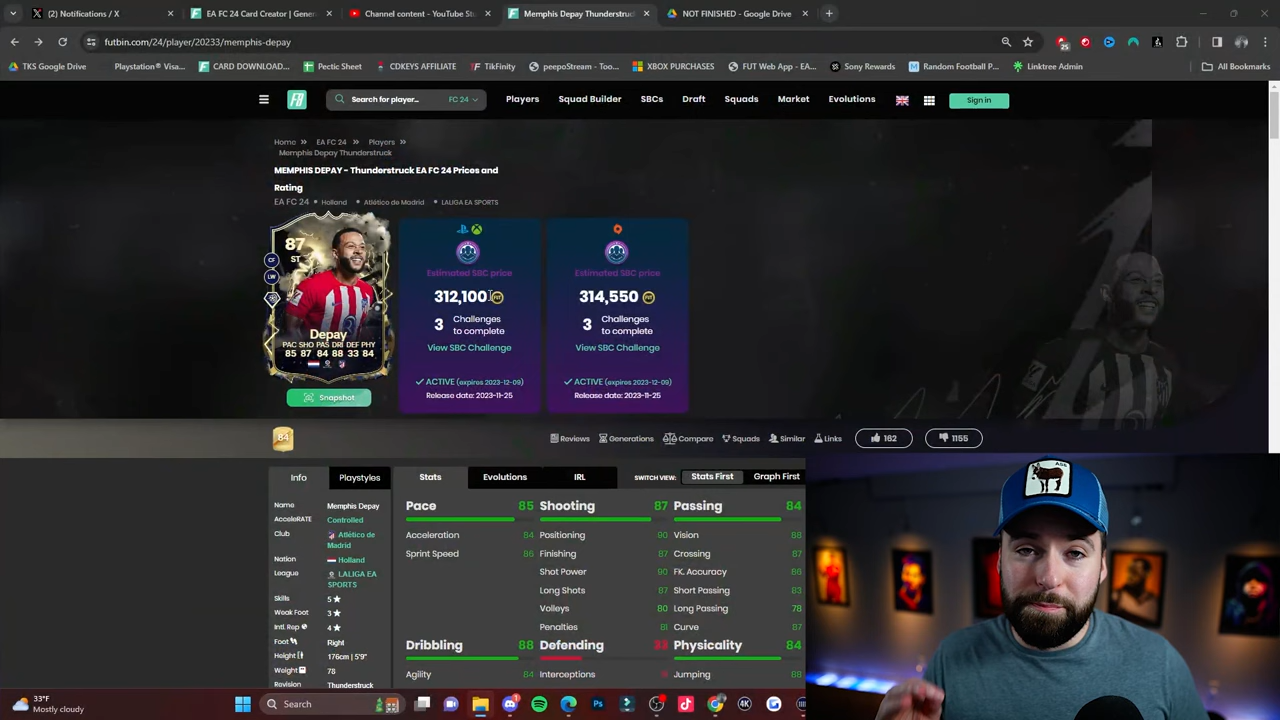 (2) Notifications / X
EA FC 24 Card Creator | Gener
Channel content - YouTube St
Memphis Depay Thunderstruck
NOT FINISHED - Google Drive
futbin.com/24/player/20233/memphis-depay
25
TKS Google Drive
Playstation®Visa...
CARD DOWNLOAD...
Pectic Sheet
CDKEYS AFFILIATE
TikFinity
peepoStream - Too...
XBOX PURCHASES
FUT Web App - EA...
Sony Rewards
Random Football P...
Linktree Admin
All Bookmarks
Search for player...
FC 24
Players
Squad Builder
SBCs
Draft
Squads
Market
Evolutions
Sign in
Home » EA FC 24 » Players »
Memphis Depay Thunderstruck
MEMPHIS DEPAY - Thunderstruck EA FC 24 Prices and
Rating
EA FC 24 • Holland • Atlético de Madrid • LALIGA EA SPORTS
87
ST
CF
LW
Depay
PAC SHO PAS DRI DEF PHY
85 87 84 88 33 84
Snapshot
Estimated SBC price
312,100
3
Challenges
to complete
View SBC Challenge
ACTIVE (expires 2023-12-09)
Release date: 2023-11-25
Estimated SBC price
314,550
3
Challenges
to complete
View SBC Challenge
ACTIVE (expires 2023-12-09)
Release date: 2023-11-25
84
Reviews
Generations
Compare
Squads
Similar
Links
162
1155
Info
Playstyles
Stats
Evolutions
IRL
SWITCH VIEW:
Stats First
Graph First
Name Memphis Depay
AcceleRATE Controlled
Club Atlético de
Madrid
Nation Holland
League LALIGA EA
SPORTS
Skills 5
Weak Foot 3
Intl. Rep 4
Foot Right
Height 176cm | 5'9"
Weight 78
Revision Thunderstruck
Pace 85
Acceleration 84
Sprint Speed 86
Shooting 87
Positioning 90
Finishing 87
Shot Power 90
Long Shots 87
Volleys 80
Penalties 81
Passing 84
Vision 88
Crossing 87
FK. Accuracy 86
Short Passing 83
Long Passing 78
Curve 87
Dribbling 88
Agility 84
Defending 33
Interceptions
Physicality 84
Jumping 88
ASS
33°F
Mostly cloudy
Search
4K